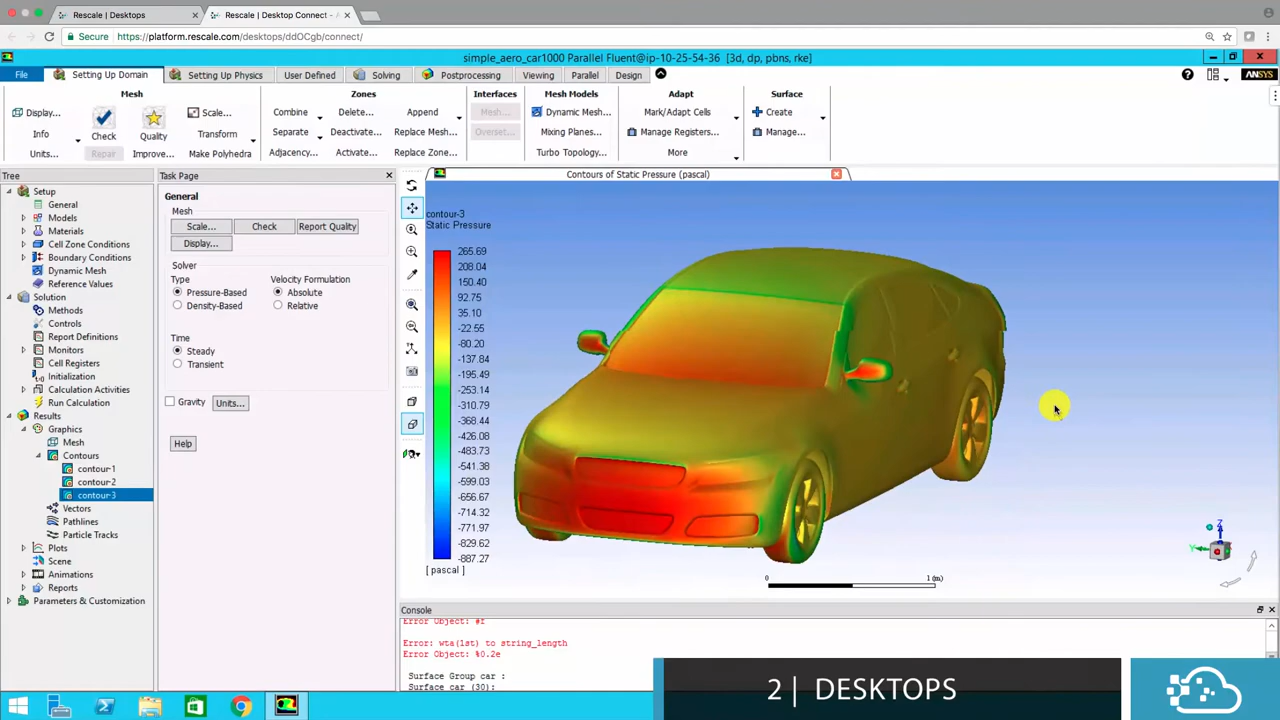 Rescale | Desktops
Rescale | Desktop Connect -
Secure
https://platform.rescale.com/desktops/ddOCgb/connect/
simple_aero_car1000 Parallel Fluent@ip-10-25-54-36 [3d, dp, pbns, rke]
File
Setting Up Domain
Setting Up Physics
User Defined
Solving
Postprocessing
Viewing
Parallel
Design
ANSYS
Mesh
Display...
Info
Units...
Check
Repair
Quality
Improve...
Scale...
Transform
Make Polyhedra
Zones
Combine
Separate
Adjacency...
Delete...
Deactivate...
Activate...
Append
Replace Mesh...
Replace Zone...
Interfaces
Mesh...
Overset...
Mesh Models
Dynamic Mesh...
Mixing Planes...
Turbo Topology...
Adapt
Mark/Adapt Cells
Manage Registers...
More
Surface
Create
Manage...
Tree
Setup
General
Models
Materials
Cell Zone Conditions
Boundary Conditions
Dynamic Mesh
Reference Values
Solution
Methods
Controls
Report Definitions
Monitors
Cell Registers
Initialization
Calculation Activities
Run Calculation
Results
Graphics
Mesh
Contours
contour-1
contour-2
contour-3
Vectors
Pathlines
Particle Tracks
Plots
Scene
Animations
Reports
Parameters & Customization
Task Page
General
Mesh
Scale...
Check
Report Quality
Display...
Solver
Type
Velocity Formulation
Pressure-Based
Absolute
Density-Based
Relative
Time
Steady
Transient
Gravity
Units...
Help
Contours of Static Pressure (pascal)
contour-3
Static Pressure
265.69
208.04
150.40
92.75
35.10
-22.55
-80.20
-137.84
-195.49
-253.14
-310.79
-368.44
-426.08
-483.73
-541.38
-599.03
-656.67
-714.32
-771.97
-829.62
-887.27
[ pascal ]
0
1 (m)
Z
Y
Console
Error Object: #f
Error: wta(1st) to string_length
Error Object: %0.2e
Surface Group car :
Surface car (30):
2 | DESKTOPS